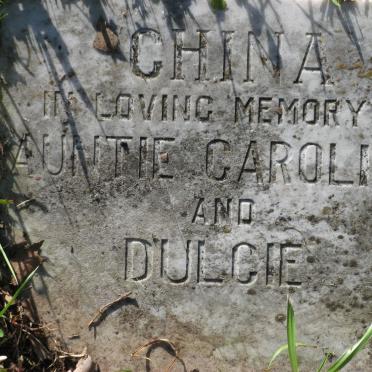 CHINA
IN LOVING MEMORY
AUNTIE CAROLI
AND
DULCIE